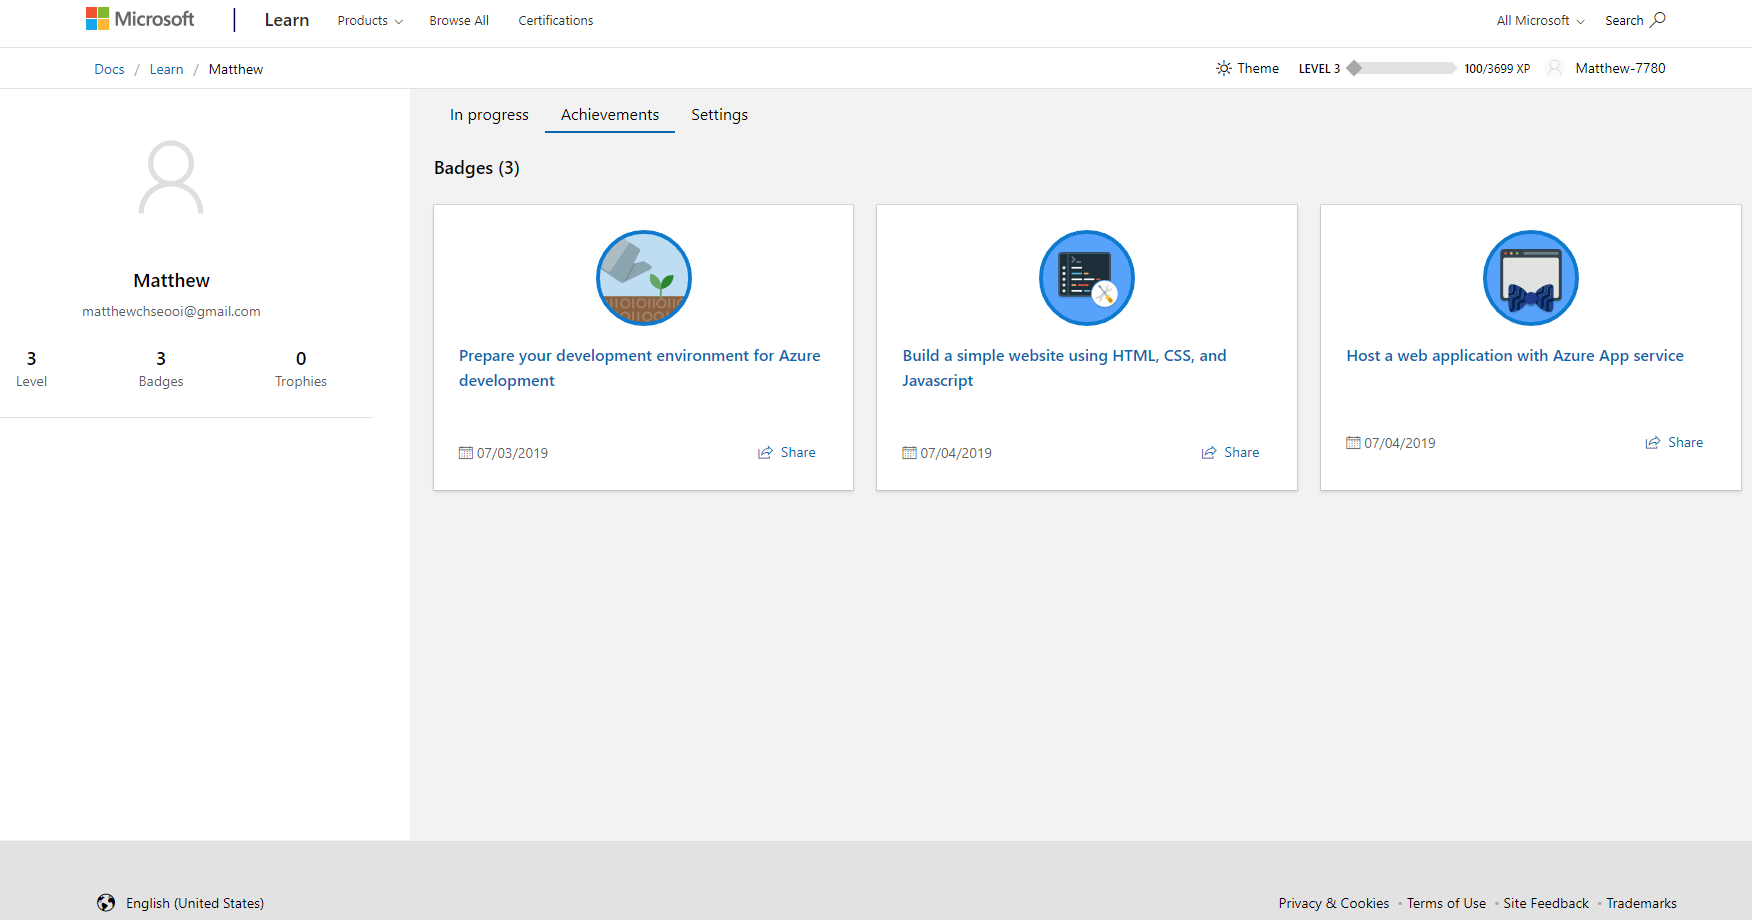 Microsoft
Learn
Products
Browse All
Certifications
All Microsoft
Search
Docs / Learn / Matthew
Theme
LEVEL 3
100/3699 XP
Matthew-7780
Matthew
matthewchseooi@gmail.com
3
Level
3
Badges
0
Trophies
In progress
Achievements
Settings
Badges (3)
Prepare your development environment for Azure
development
07/03/2019
Share
Build a simple website using HTML, CSS, and
Javascript
07/04/2019
Share
Host a web application with Azure App service
07/04/2019
Share
English (United States)
Privacy & Cookies • Terms of Use • Site Feedback • Trademarks